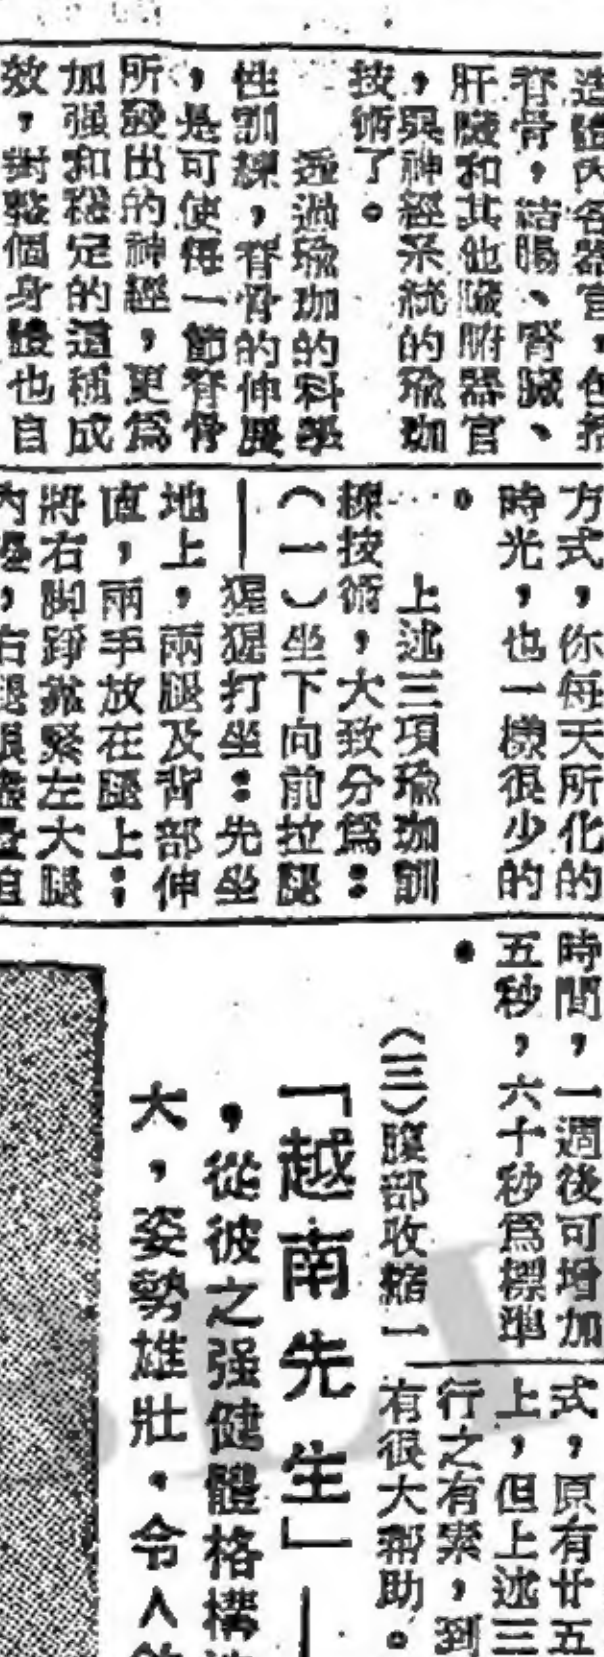 造體內各器官，包括
脊骨，結腸、腎臟、
肝臟和其他臟腑器官
，與神經系統的瑜珈
技術了。
透過瑜珈的科學
性訓練，脊骨的伸展
，是可使每一節脊骨
所發出的神經，更爲
加强和穩定的這種成
效，對整個身體也自
方式，你每天所化的
時光，也一樣很少的
。
上述三項瑜珈訓
練技術，大致分爲：
（一）坐下向前拉腿
—猩猩打坐：先坐
地上，兩腿及背部伸
直，兩手放在腿上；
將右脚踭靠緊左大腿
內邊，右腿
時間，一週後可增加
五秒，六十秒爲標準
。
（三）腹部收縮一
式，原有廿五
上，但上述三
行之有素，到
有很大幫助。
「越南先生」—
，從彼之强健體格構
大，姿勢雄壯。令人